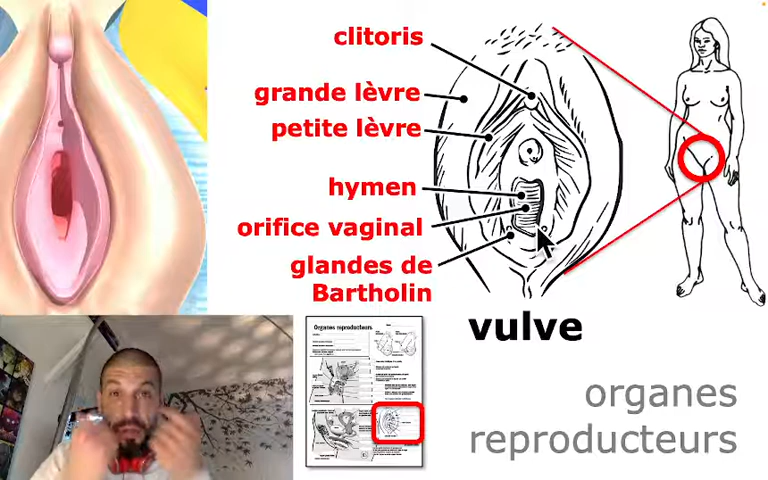 clitoris
grande lèvre
petite lèvre
hymen
orifice vaginal
glandes de
Bartholin
vulve
Organes reproducteurs
organes
reproducteurs